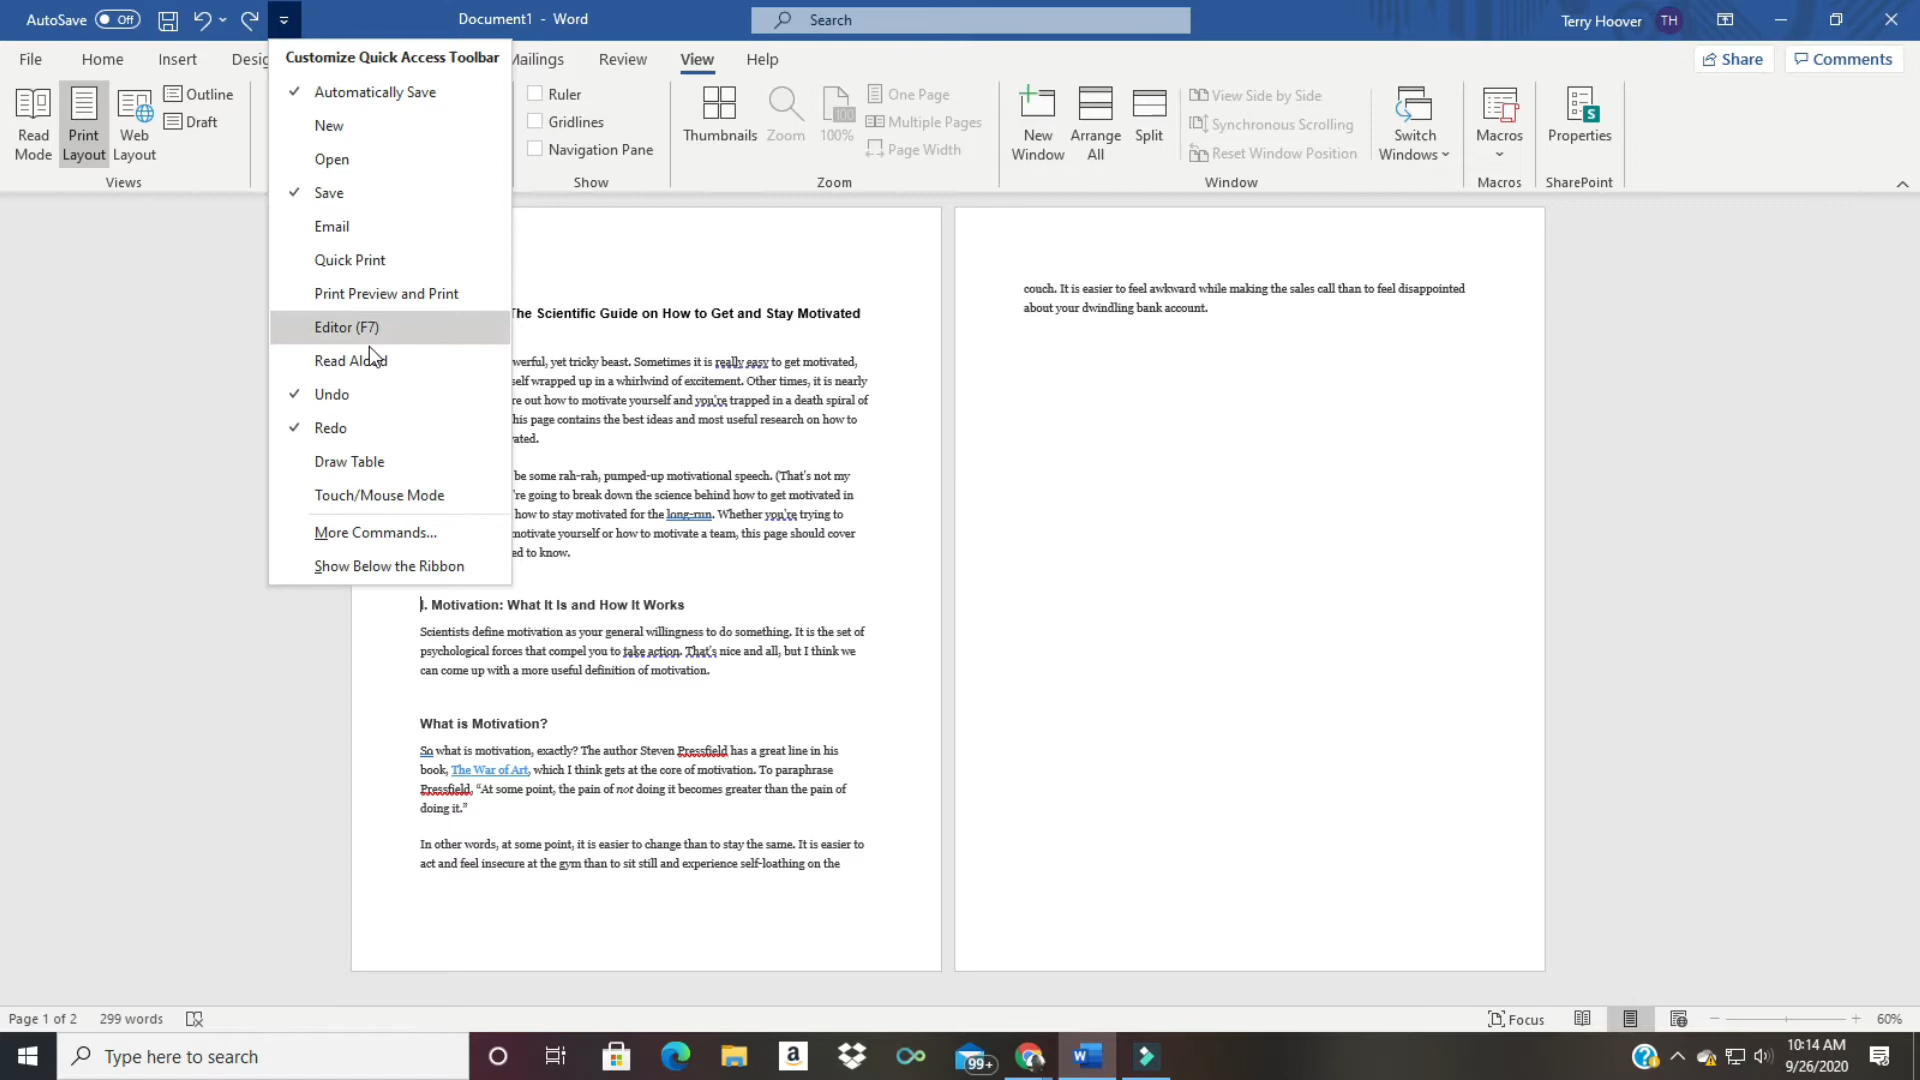 AutoSave Off
Document1 - Word
Search
Terry Hoover TH
File Home Insert Desig Mailings Review View Help
Share Comments
Customize Quick Access Toolbar
Automatically Save
New
Open
Save
Email
Quick Print
Print Preview and Print
Editor (F7)
Read Aloud
Undo
Redo
Draw Table
Touch/Mouse Mode
More Commands...
Show Below the Ribbon
Read Mode
Print Layout
Web Layout
Outline
Draft
Views
Ruler
Gridlines
Navigation Pane
Show
Thumbnails
Zoom
100
100%
One Page
Multiple Pages
Page Width
Zoom
New Window
Arrange All
Split
View Side by Side
Synchronous Scrolling
Reset Window Position
Window
Switch Windows
Macros
Macros
Properties
SharePoint
The Scientific Guide on How to Get and Stay Motivated
werful, yet tricky beast. Sometimes it is really easy to get motivated,
self wrapped up in a whirlwind of excitement. Other times, it is nearly
re out how to motivate yourself and you're trapped in a death spiral of
his page contains the best ideas and most useful research on how to
vated.
be some rah-rah, pumped-up motivational speech. (That's not my
're going to break down the science behind how to get motivated in
how to stay motivated for the long-run. Whether you're trying to
motivate yourself or how to motivate a team, this page should cover
ed to know.
I. Motivation: What It Is and How It Works
Scientists define motivation as your general willingness to do something. It is the set of
psychological forces that compel you to take action. That's nice and all, but I think we
can come up with a more useful definition of motivation.
What is Motivation?
So what is motivation, exactly? The author Steven Pressfield has a great line in his
book, The War of Art, which I think gets at the core of motivation. To paraphrase
Pressfield, “At some point, the pain of not doing it becomes greater than the pain of
doing it.”
In other words, at some point, it is easier to change than to stay the same. It is easier to
act and feel insecure at the gym than to sit still and experience self-loathing on the
couch. It is easier to feel awkward while making the sales call than to feel disappointed
about your dwindling bank account.
Page 1 of 2 299 words
Focus
60%
Type here to search
99+
10:14 AM
9/26/2020